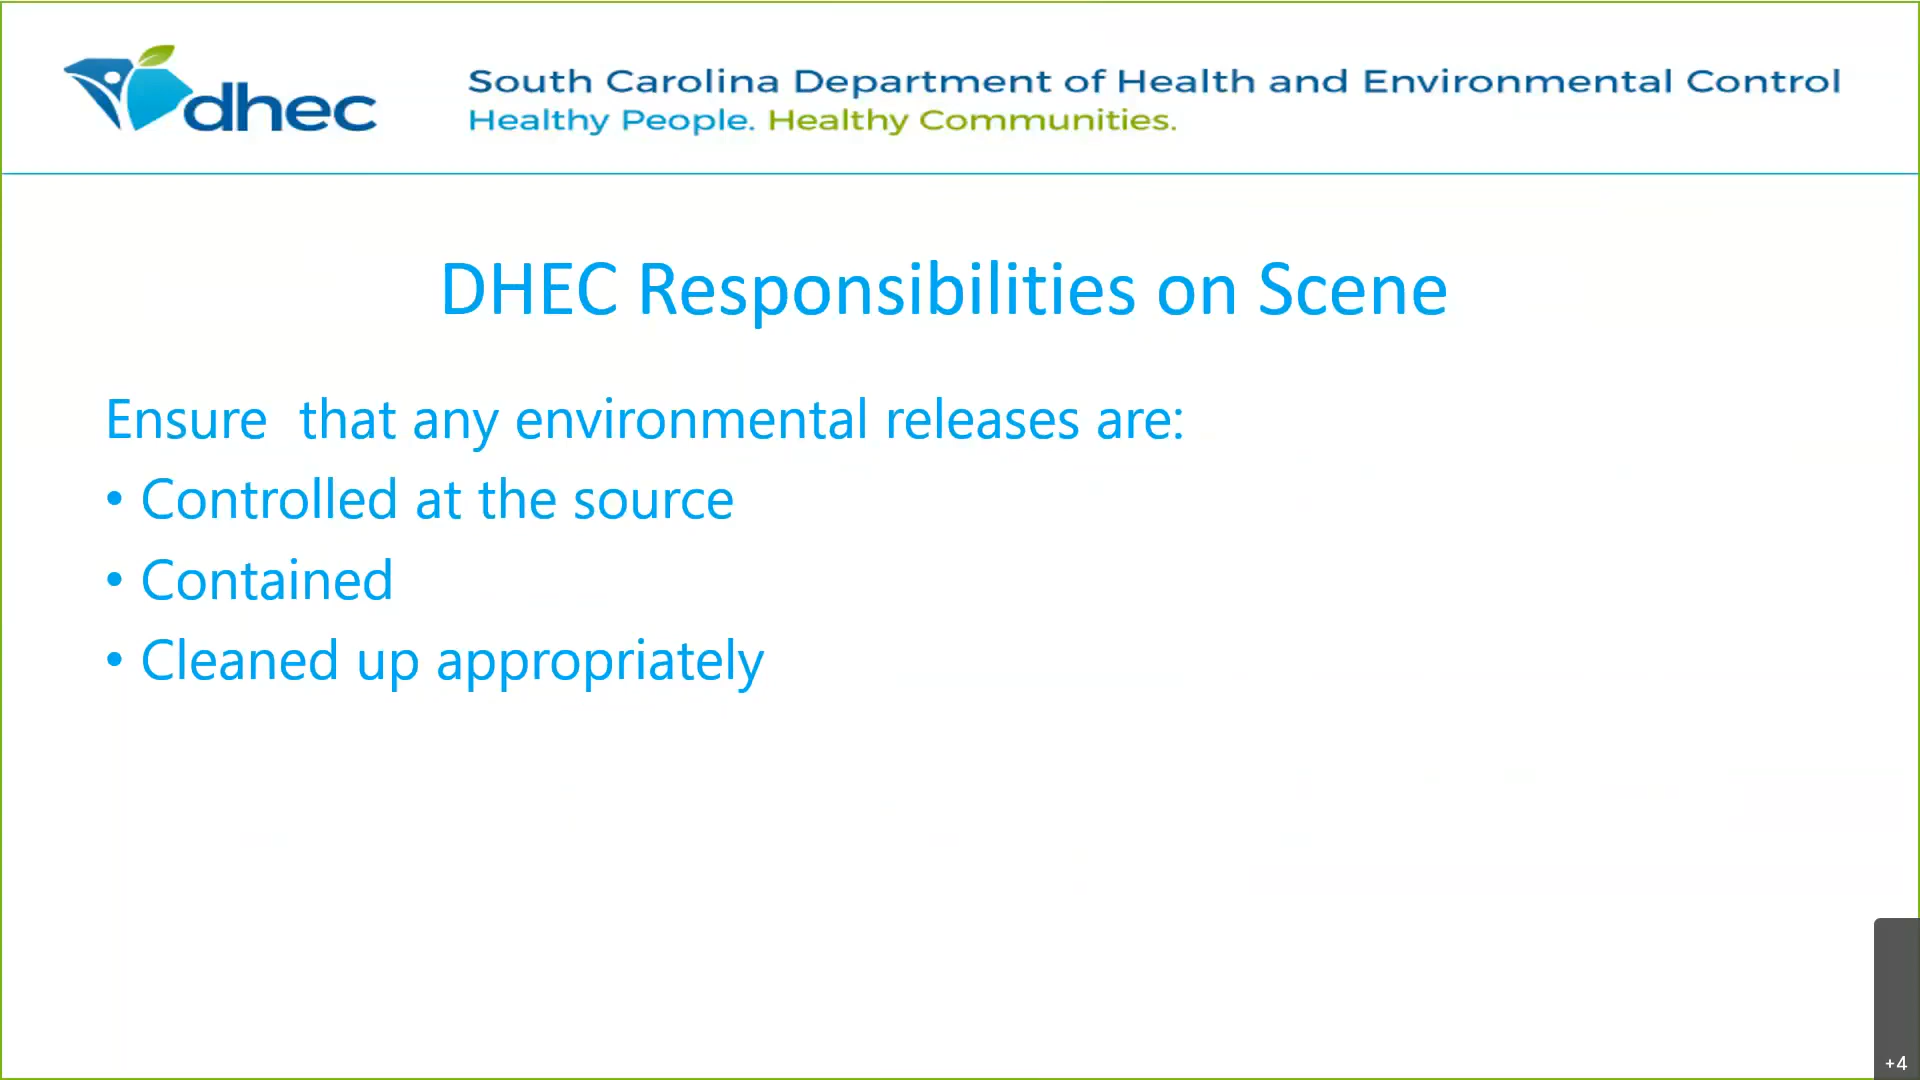 dhec
South Carolina Department of Health and Environmental Control
Healthy People. Healthy Communities.
DHEC Responsibilities on Scene
Ensure  that any environmental releases are:
• Controlled at the source
• Contained
• Cleaned up appropriately
+4